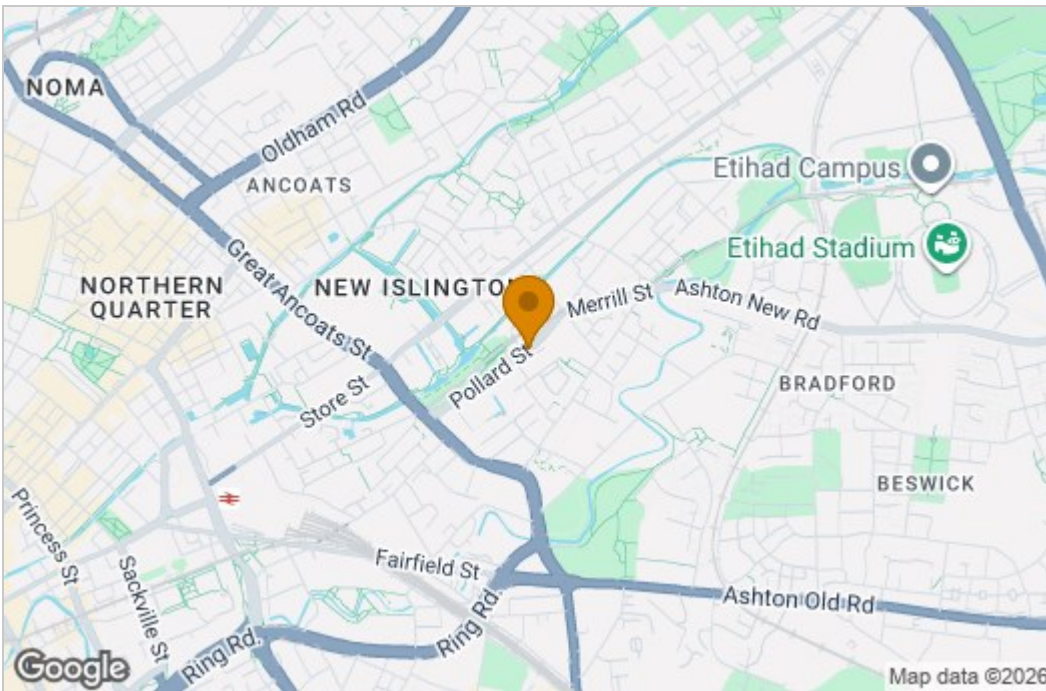 NOMA
Oldham Rd
ANCOATS
Etihad Campus
Etihad Stadium
Great Ancoats St
NORTHERN
QUARTER
NEW ISLINGTO
Merrill St
Ashton New Rd
Pollard St
Store St
BRADFORD
BESWICK
Princess St
Sackville St
Fairfield St
Ring Rd.
Ashton Old Rd
Ring Rd.
Google
Map data ©2026